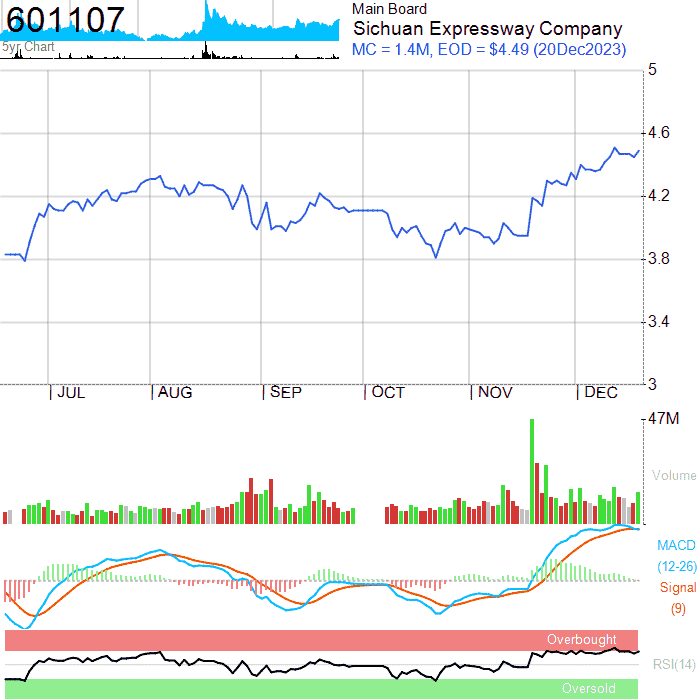 601107
5yr Chart
Main Board
Sichuan Expressway Company
MC = 1.4M, EOD = $4.49 (20Dec2023)
5
4.6
4.2
3.8
3.4
3
JUL
AUG
SEP
OCT
NOV
DEC
47M
Volume
MACD
(12-26)
Signal
(9)
Overbought
RSI(14)
Oversold